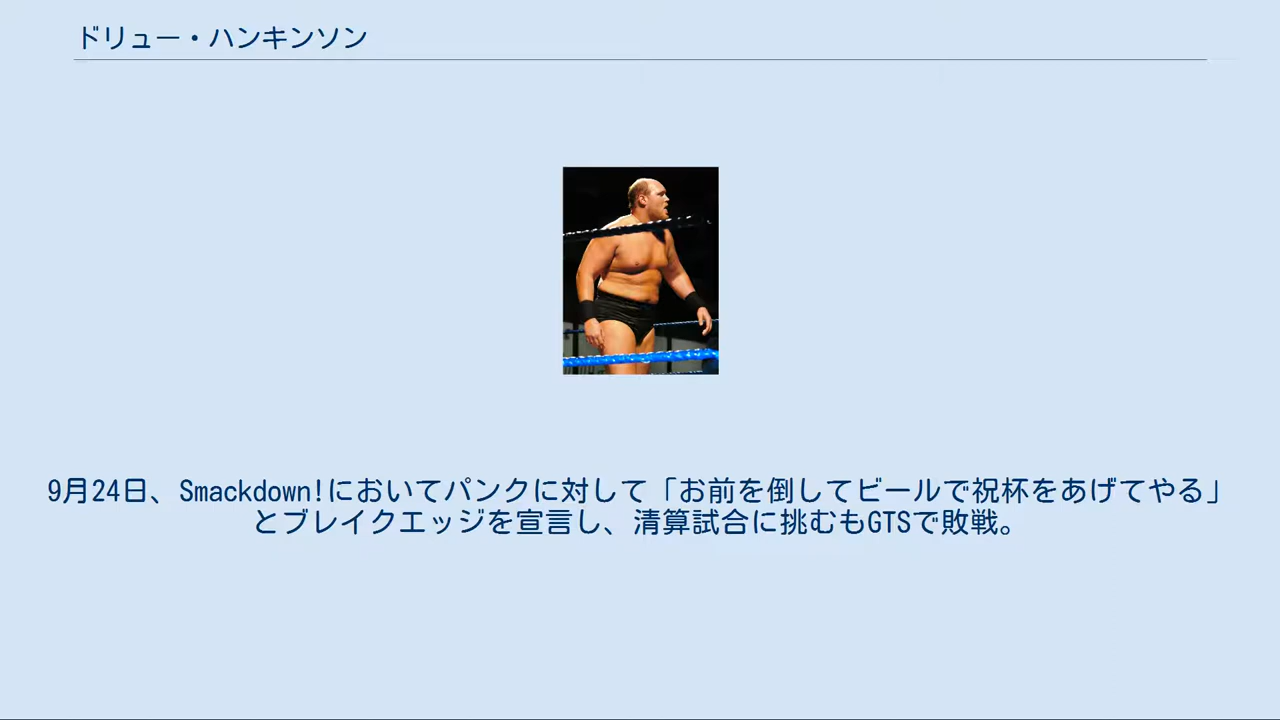 ドリュー・ハンキンソン
9月24日、Smackdown!においてパンクに対して「お前を倒してビールで祝杯をあげてやる」
とブレイクエッジを宣言し、清算試合に挑むもGTSで敗戦。